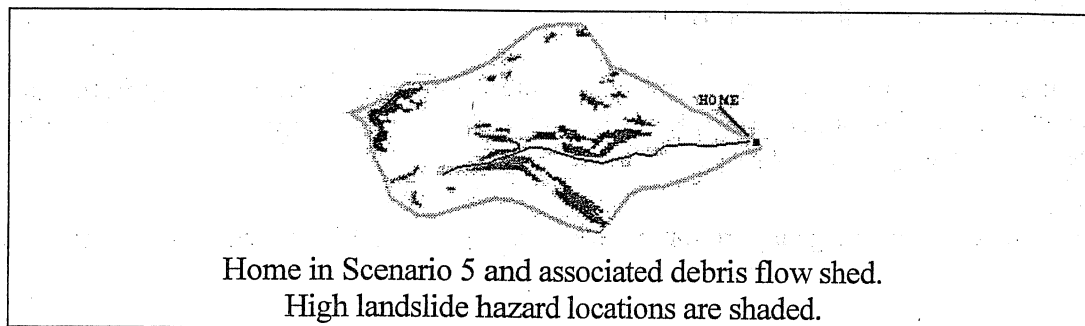 HOME
Home in Scenario 5 and associated debris flow shed.
High landslide hazard locations are shaded.